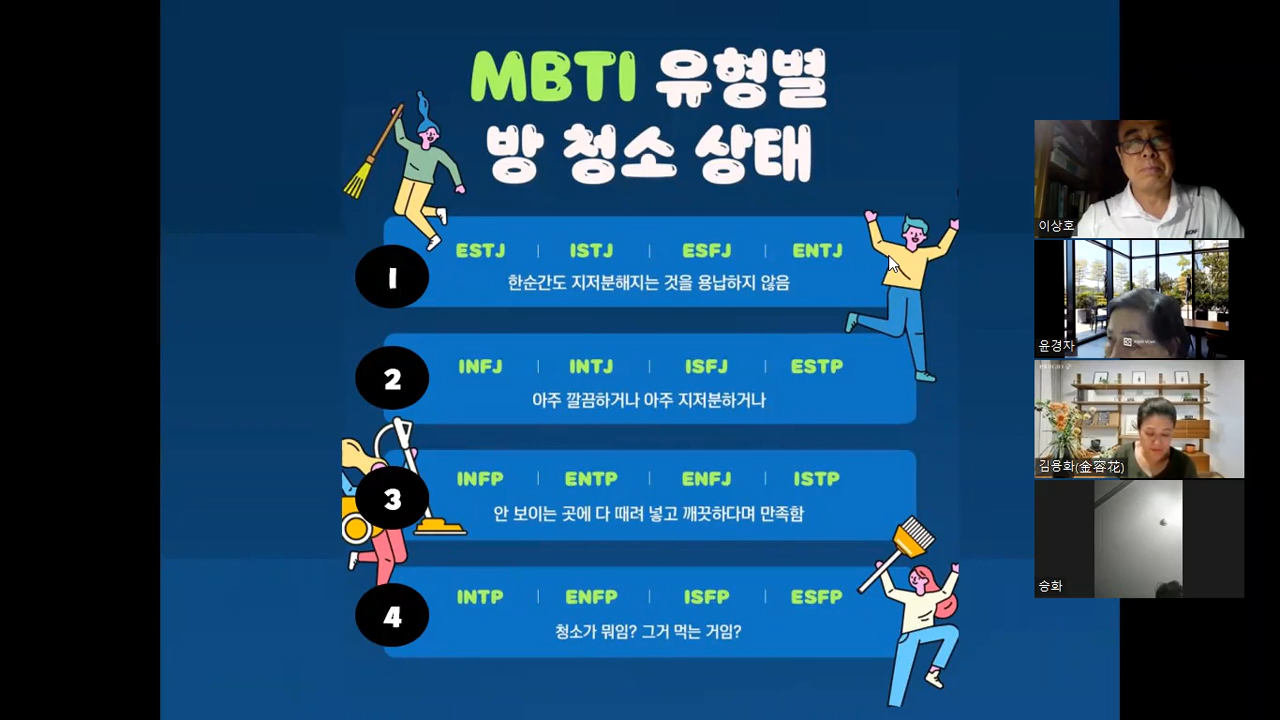 MBTI 유형별
방 청소 상태
1
ESTJ | ISTJ | ESFJ | ENTJ
한순간도 지저분해지는 것을 용납하지 않음
2
INFJ | INTJ | ISFJ | ESTP
아주 깔끔하거나 아주 지저분하거나
3
INFP | ENTP | ENFJ | ISTP
안 보이는 곳에 다 때려 넣고 깨끗하다며 만족함
4
INTP | ENFP | ISFP | ESFP
청소가 뭐임? 그거 먹는 거임?
이상호
윤경자
김용화(金容花)
승화